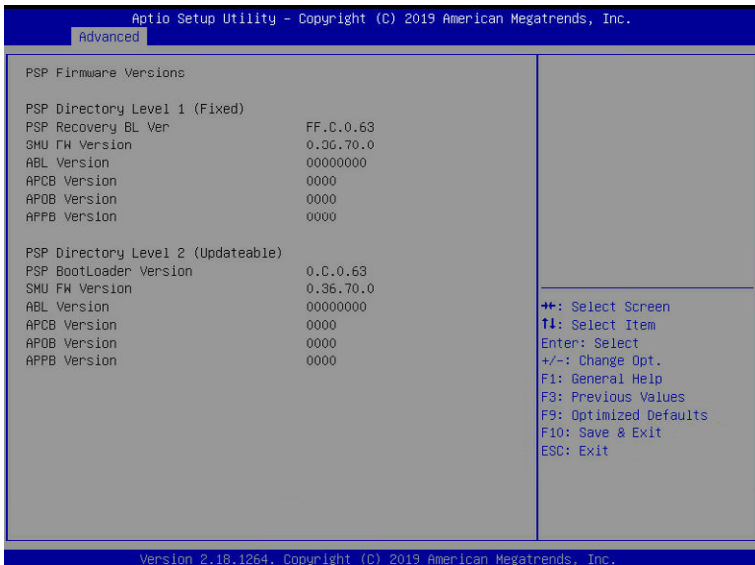 Aptio Setup Utility – Copyright (C) 2019 American Megatrends, Inc.
Advanced
PSP Firmware Versions
PSP Directory Level 1 (Fixed)
PSP Recovery BL Ver FF.C.0.63
SMU FW Version 0.36.70.0
ABL Version 00000000
APCB Version 0000
APOB Version 0000
APPB Version 0000
PSP Directory Level 2 (Updateable)
PSP BootLoader Version 0.C.0.63
SMU FW Version 0.36.70.0
ABL Version 00000000
APCB Version 0000
APOB Version 0000
APPB Version 0000
→←: Select Screen
↑↓: Select Item
Enter: Select
+/-: Change Opt.
F1: General Help
F3: Previous Values
F9: Optimized Defaults
F10: Save & Exit
ESC: Exit
Version 2.18.1264. Copyright (C) 2019 American Megatrends, Inc.